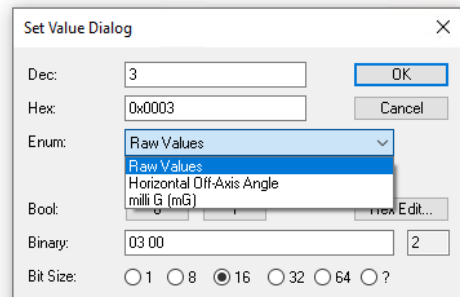 Set Value Dialog
Dec: 3 OK
Hex: 0x0003 Cancel
Enum: Raw Values
Raw Values
Horizontal Off-Axis Angle
milli G (mG)
Bool: Hex Edit...
Binary: 03 00 2
Bit Size: 1 8 16 32 64 ?